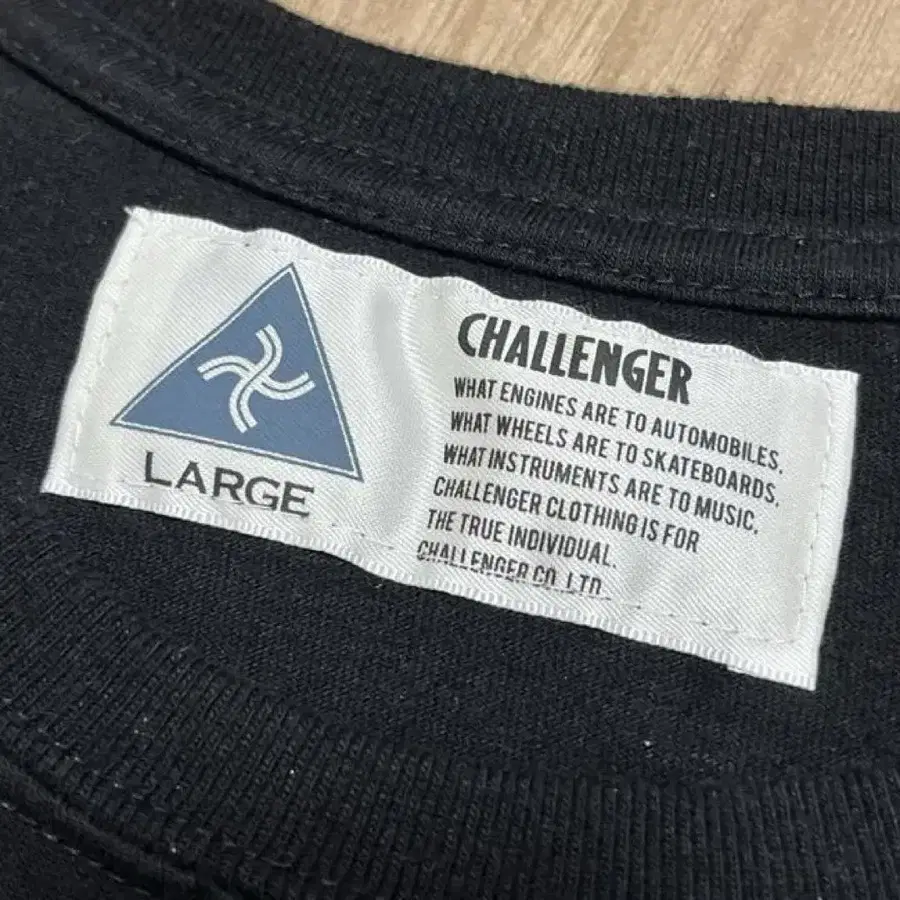 LARGE
CHALLENGER
WHAT ENGINES ARE TO AUTOMOBILES,
WHAT WHEELS ARE TO SKATEBOARDS,
WHAT INSTRUMENTS ARE TO MUSIC,
CHALLENGER CLOTHING IS FOR
THE TRUE INDIVIDUAL.
CHALLENGER CO. LTD